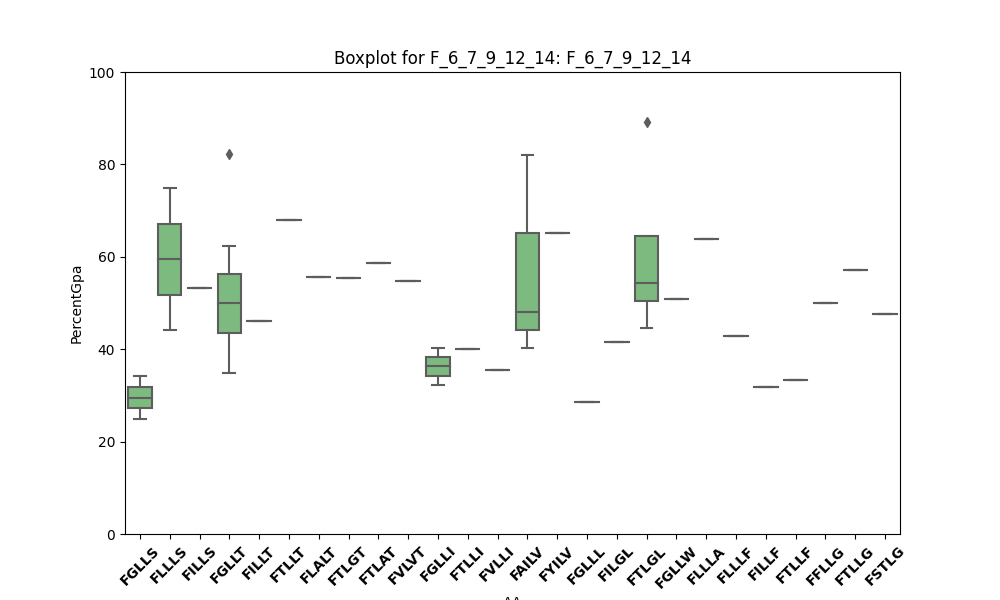 Boxplot for F_6_7_9_12_14: F_6_7_9_12_14
PercentGpa
100
80
60
40
20
0
FGLLS
FLLLS
FILLS
FGLLT
FILLT
FTLLT
FLALT
FTLGT
FTLAT
FVLVT
FGLLI
FTLLI
FVLLI
FAILV
FYILV
FGLLL
FILGL
FTLGL
FGLLW
FLLLA
FLLLF
FILLF
FTLLF
FFLLG
FTLLG
FSTLG